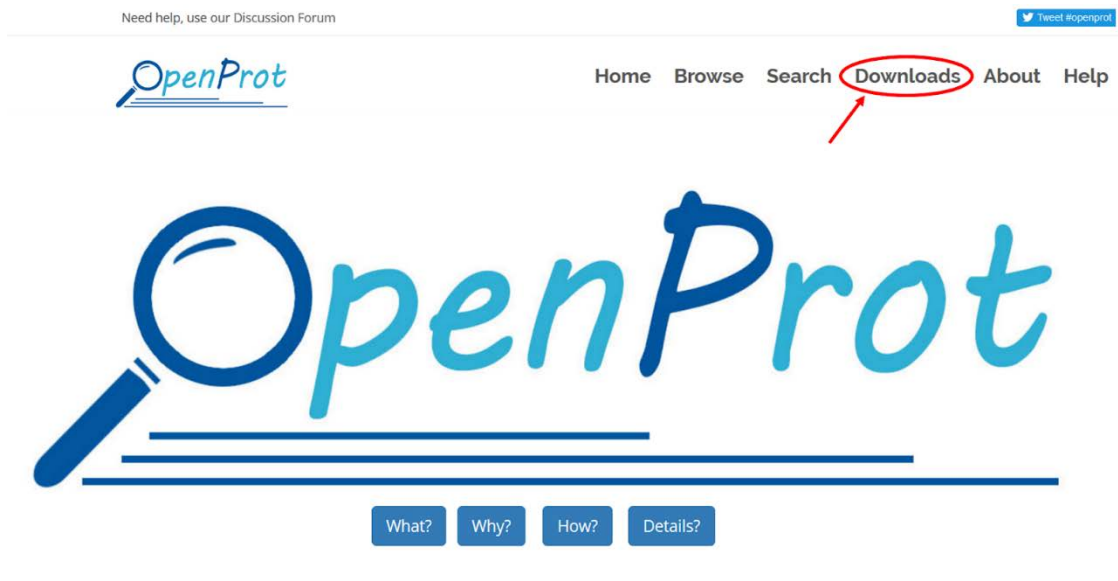 Need help, use our Discussion Forum
Tweet #openprot
OpenProt
Home Browse Search Downloads About Help
OpenProt
What? Why? How? Details?